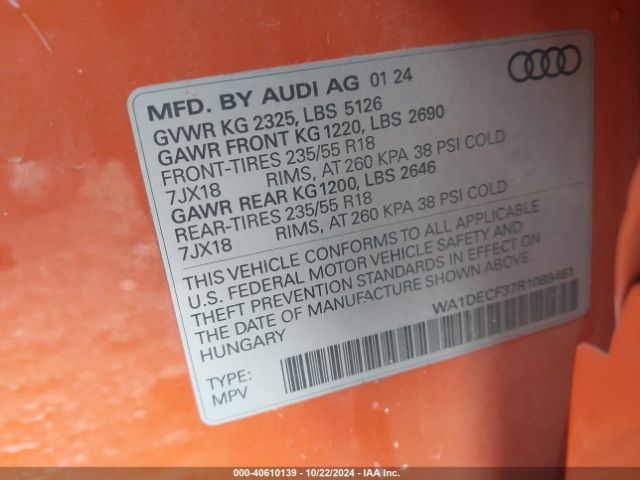 MFD. BY AUDI AG 01 24
GVWR KG 2325, LBS 5126
GAWR FRONT KG 1220, LBS 2690
FRONT-TIRES 235/55 R18
7JX18 RIMS, AT 260 KPA 38 PSI COLD
GAWR REAR KG 1200, LBS 2646
REAR-TIRES 235/55 R18
7JX18 RIMS, AT 260 KPA 38 PSI COLD
THIS VEHICLE CONFORMS TO ALL APPLICABLE
U.S. FEDERAL MOTOR VEHICLE SAFETY AND
THEFT PREVENTION STANDARDS IN EFFECT ON
THE DATE OF MANUFACTURE SHOWN ABOVE.
HUNGARY
WA1DECF37R1089461
TYPE:
MPV
000-40610139 - 10/22/2024 - IAAI.COM